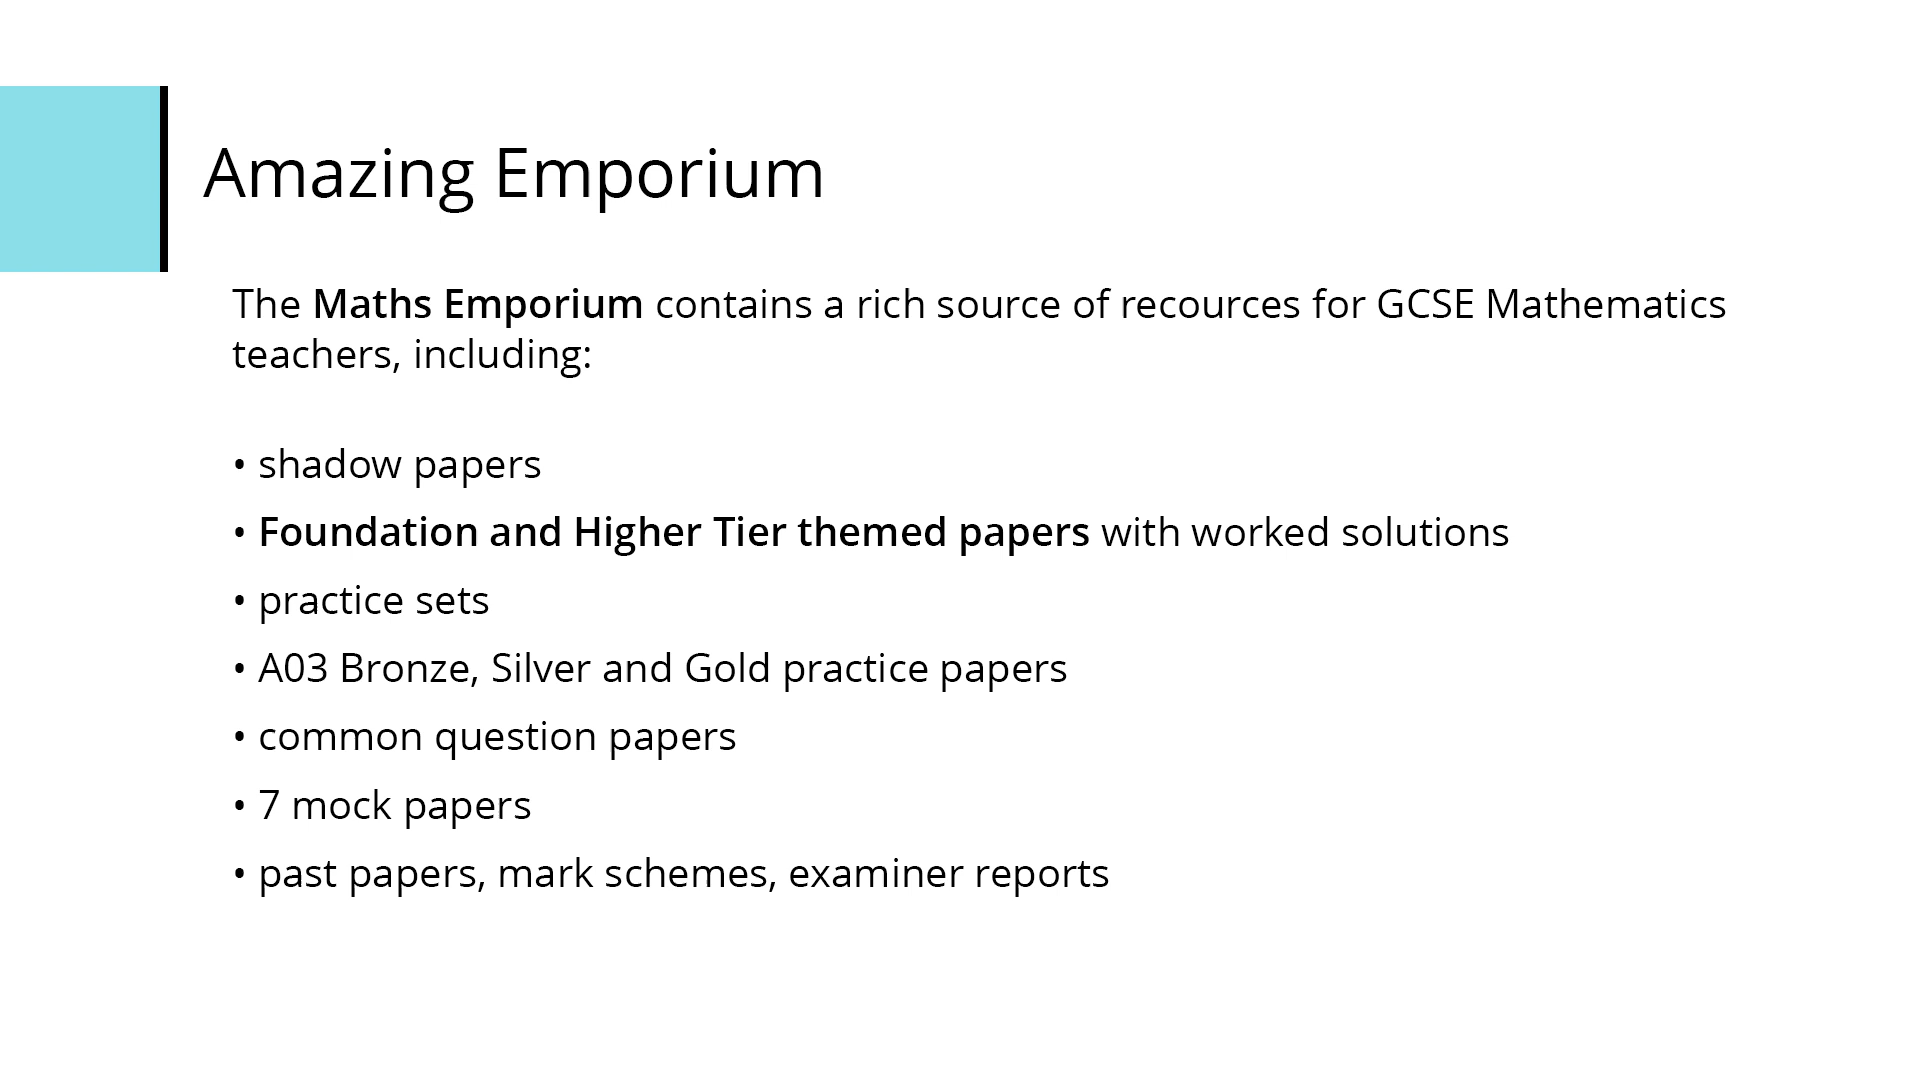 Amazing Emporium
The Maths Emporium contains a rich source of recources for GCSE Mathematics
teachers, including:
• shadow papers
• Foundation and Higher Tier themed papers with worked solutions
• practice sets
• A03 Bronze, Silver and Gold practice papers
• common question papers
• 7 mock papers
• past papers, mark schemes, examiner reports